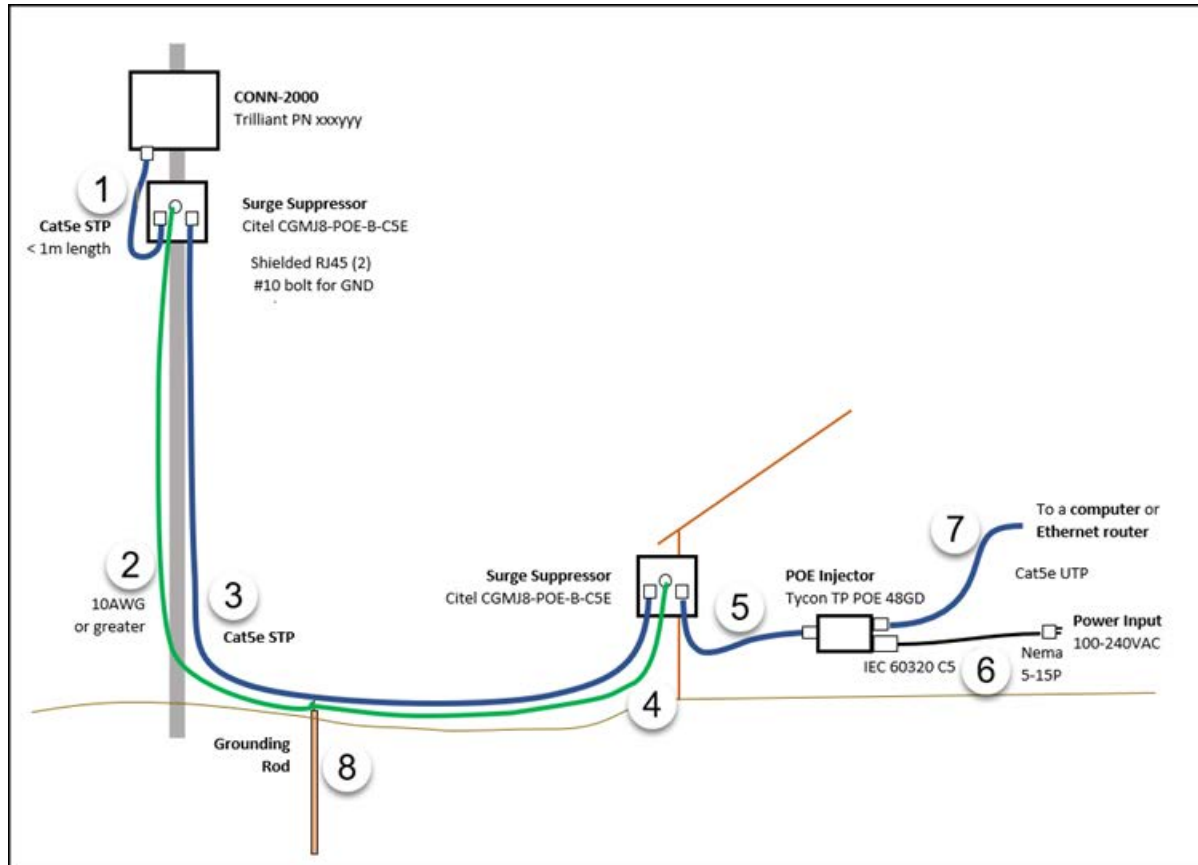 CONN-2000
Trilliant PN xxxyyy
1
Cat5e STP
< 1m length
Surge Suppressor
Citel CGMJ8-POE-B-C5E
Shielded RJ45 (2)
#10 bolt for GND
2
10AWG
or greater
3
Cat5e STP
Surge Suppressor
Citel CGMJ8-POE-B-C5E
4
5
POE Injector
Tycon TP POE 48GD
7
To a computer or
Ethernet router
Cat5e UTP
Power Input
100-240VAC
IEC 60320 C5
6
Nema
5-15P
Grounding
Rod
8